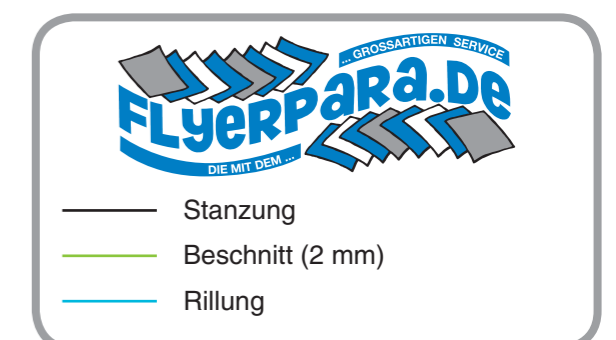 ... GROSSARTIGEN SERVICE
FLyeRPaRa.De
DIE MIT DEM ...
Stanzung
Beschnitt (2 mm)
Rillung